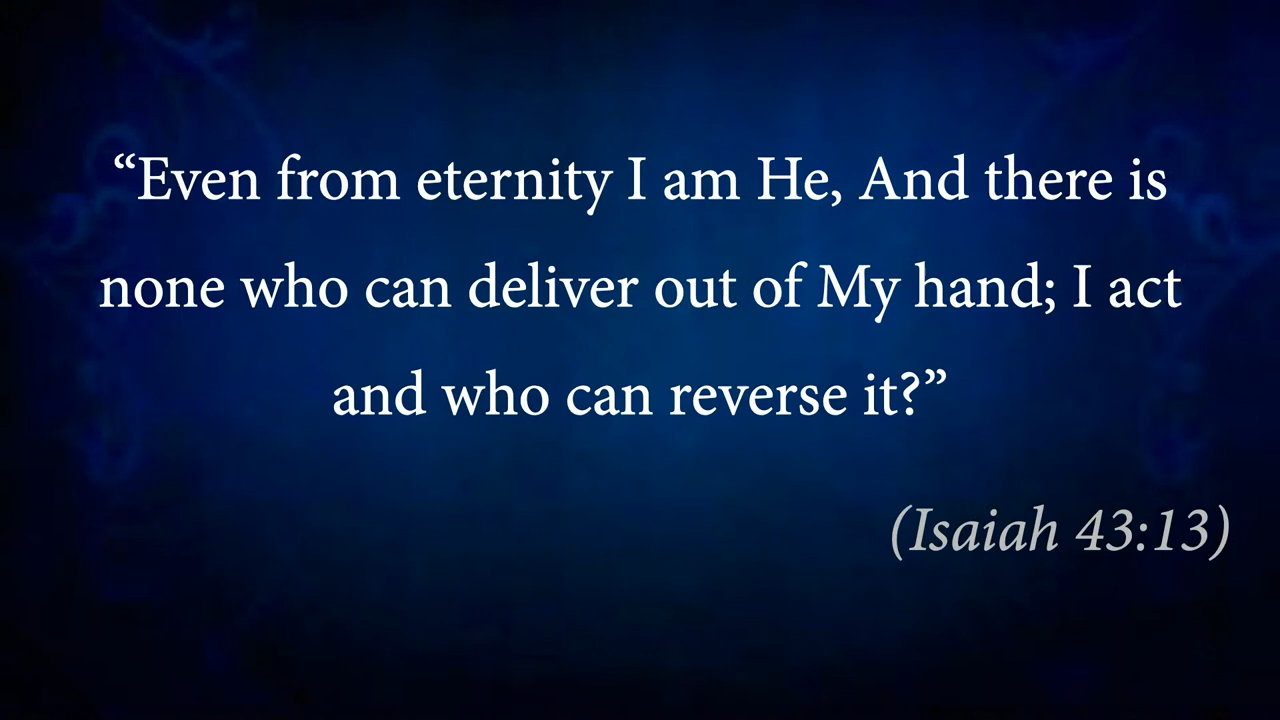 “Even from eternity I am He, And there is
none who can deliver out of My hand; I act
and who can reverse it?”
(Isaiah 43:13)